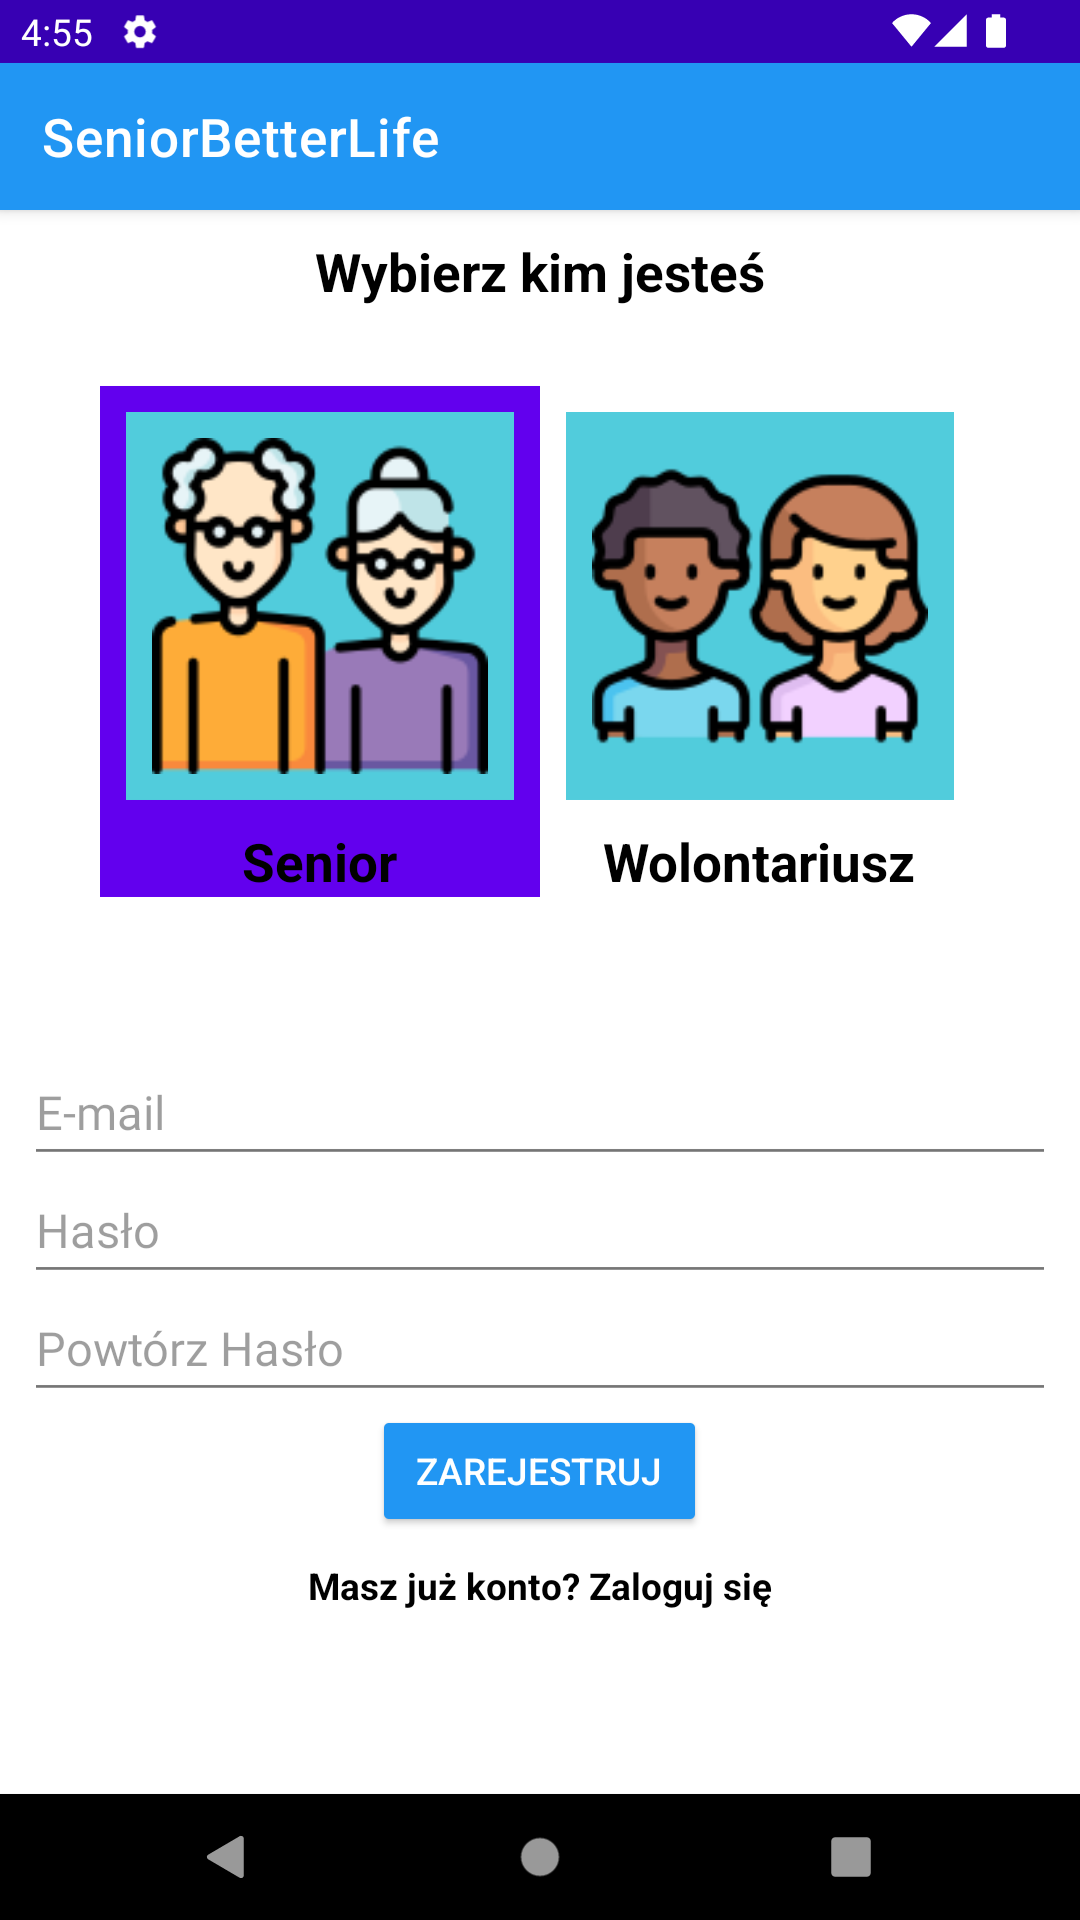 4:55
SeniorBetterLife
Wybierz kim jesteś
Senior
Wolontariusz
E-mail
Hasło
Powtórz Hasło
ZAREJESTRUJ
Masz już konto? Zaloguj się